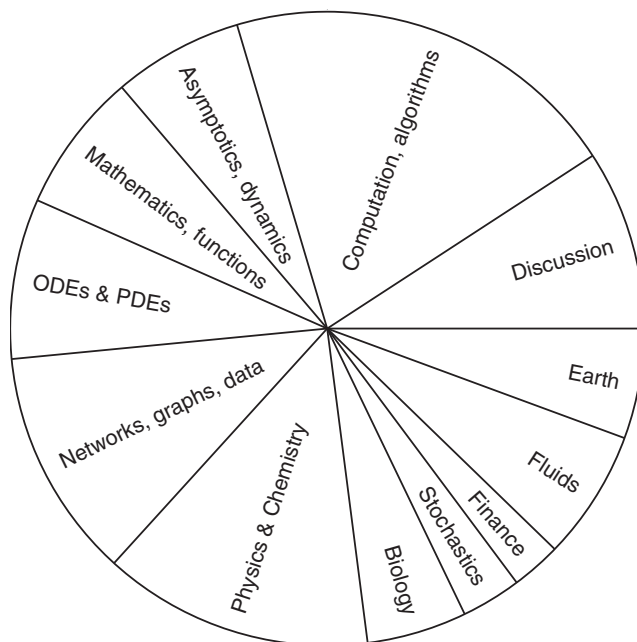 Asymptotics, dynamics
Computation, algorithms
Mathematics, functions
Discussion
ODEs & PDEs
Earth
Networks, graphs, data
Fluids
Physics & Chemistry
Finance
Stochastics
Biology